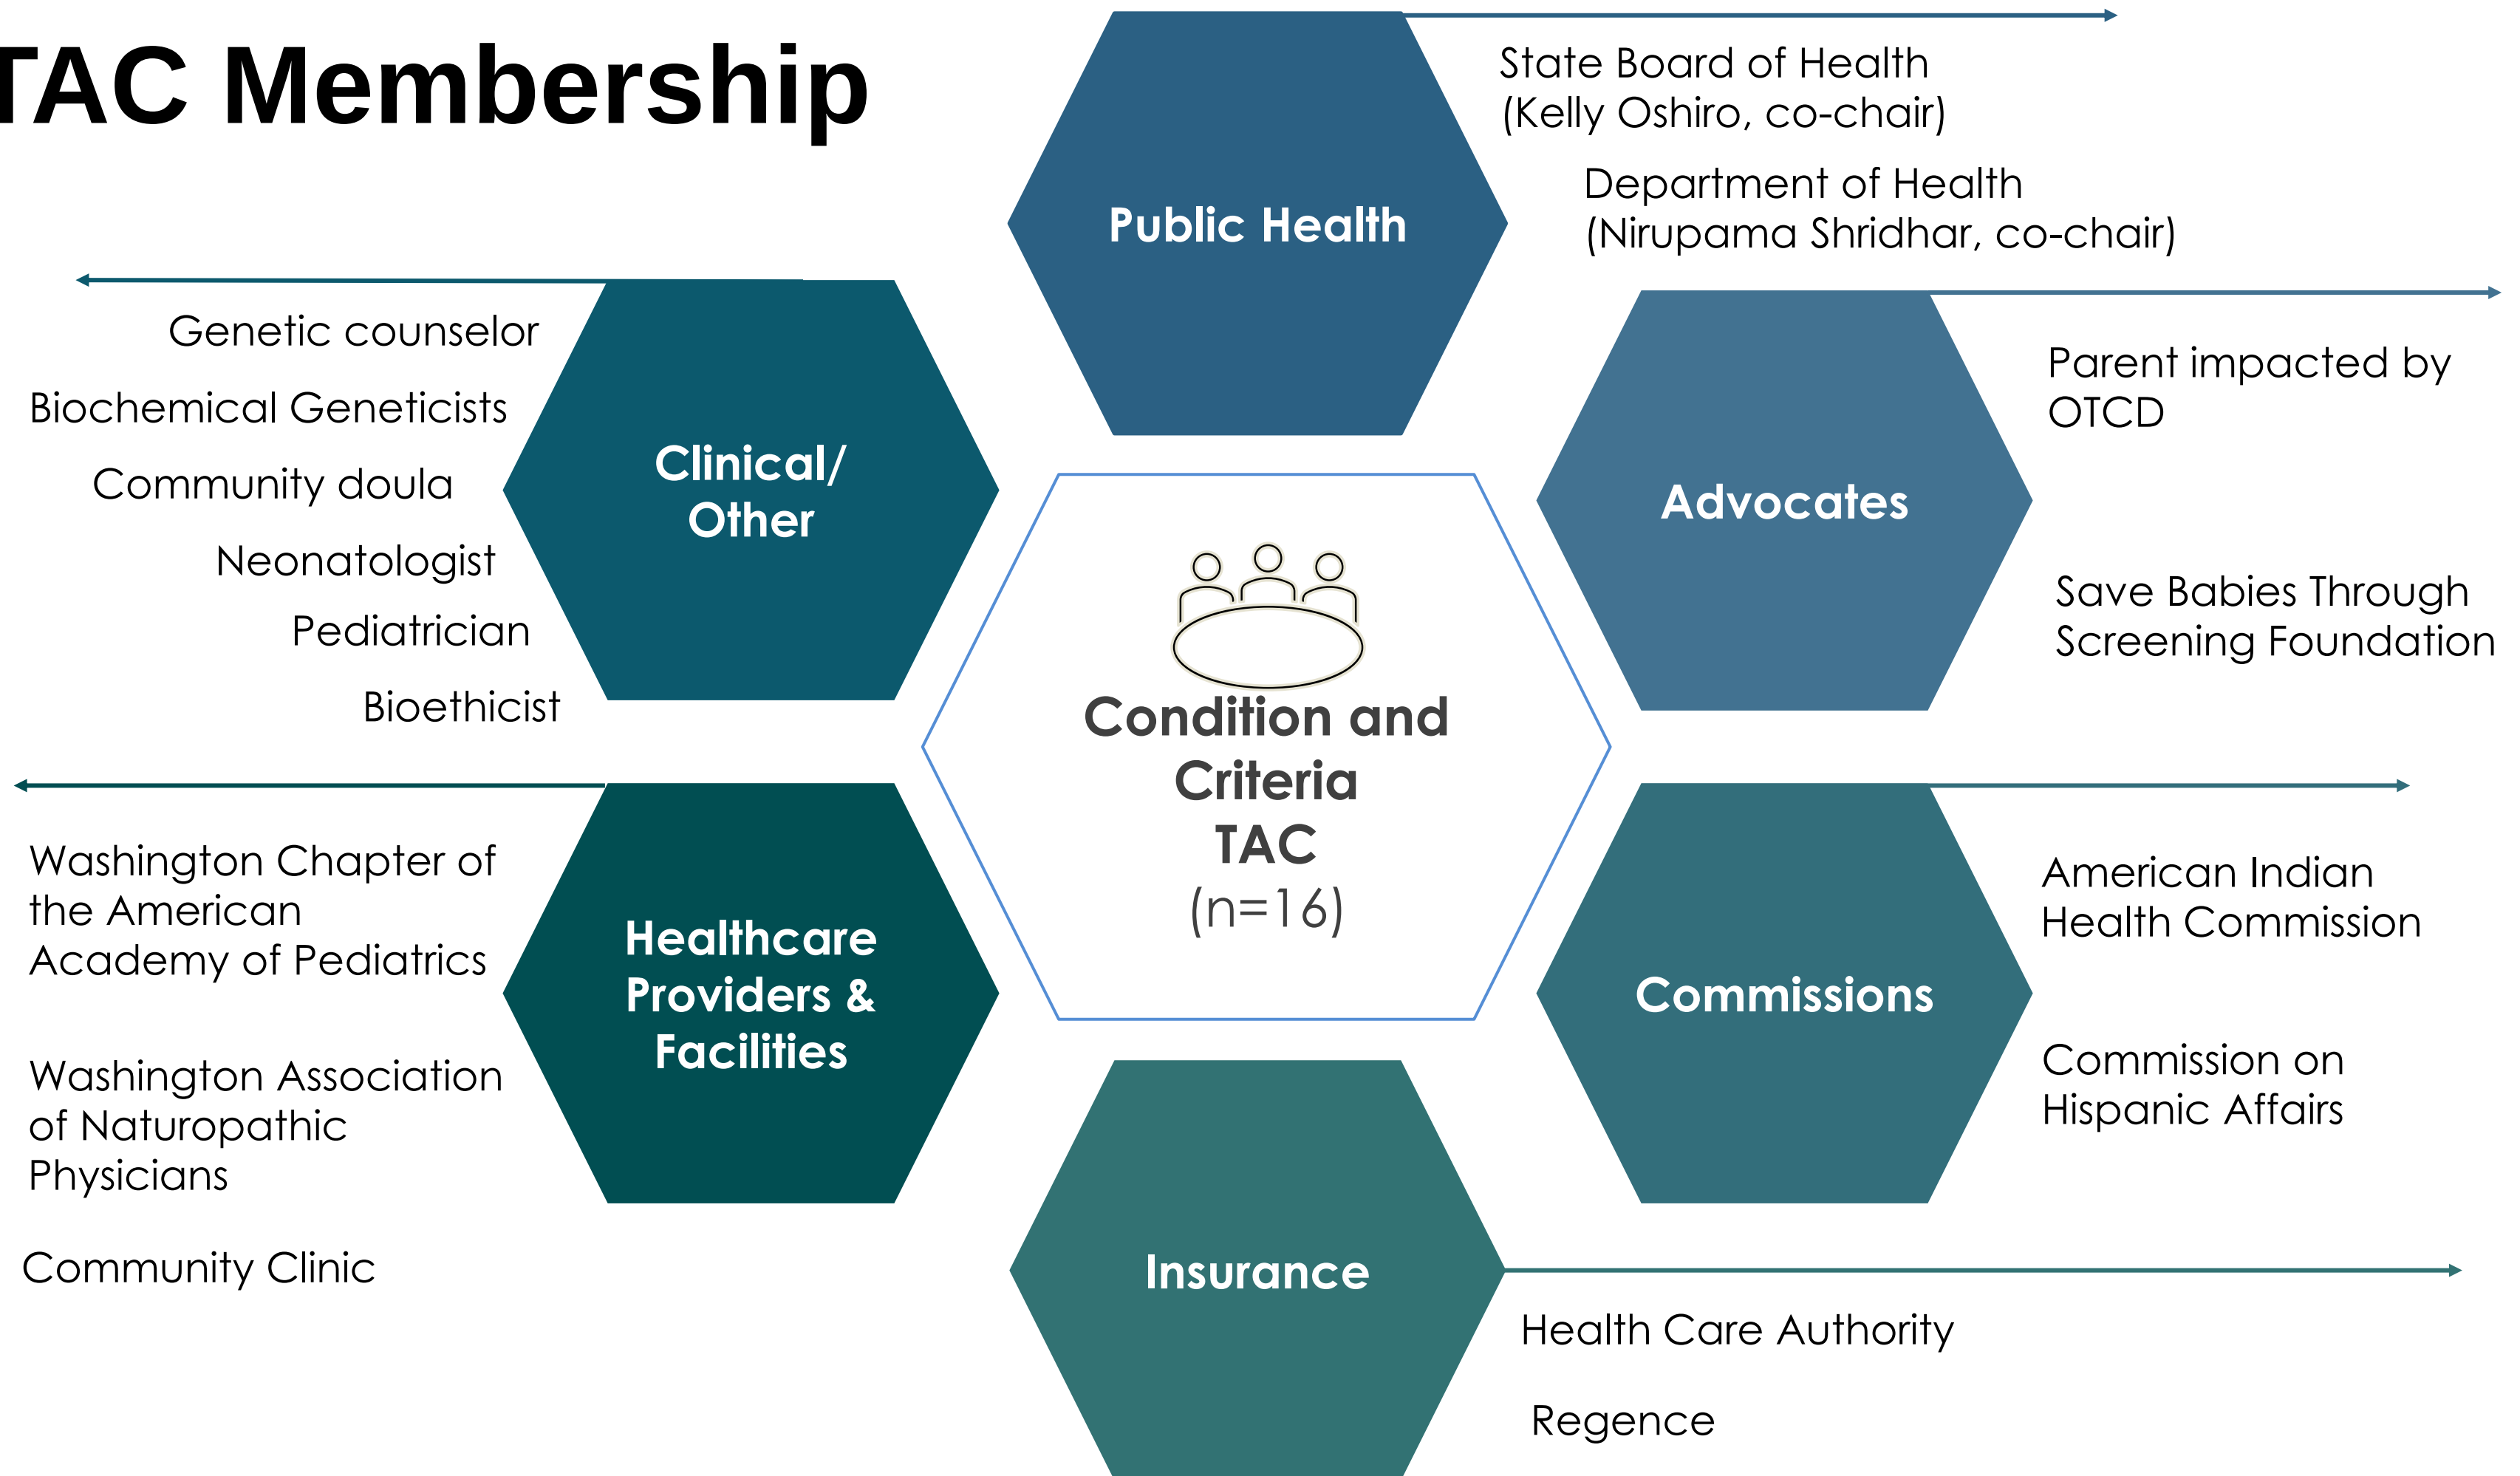 TAC Membership
Public Health
State Board of Health
(Kelly Oshiro, co-chair)
Department of Health
(Nirupama Shridhar, co-chair)
Clinical/
Other
Genetic counselor
Biochemical Geneticists
Community doula
Neonatologist
Pediatrician
Bioethicist
Advocates
Parent impacted by
OTCD
Save Babies Through
Screening Foundation
Condition and
Criteria
TAC
(n=16)
Healthcare
Providers &
Facilities
Washington Chapter of
the American
Academy of Pediatrics
Washington Association
of Naturopathic
Physicians
Community Clinic
Commissions
American Indian
Health Commission
Commission on
Hispanic Affairs
Insurance
Health Care Authority
Regence